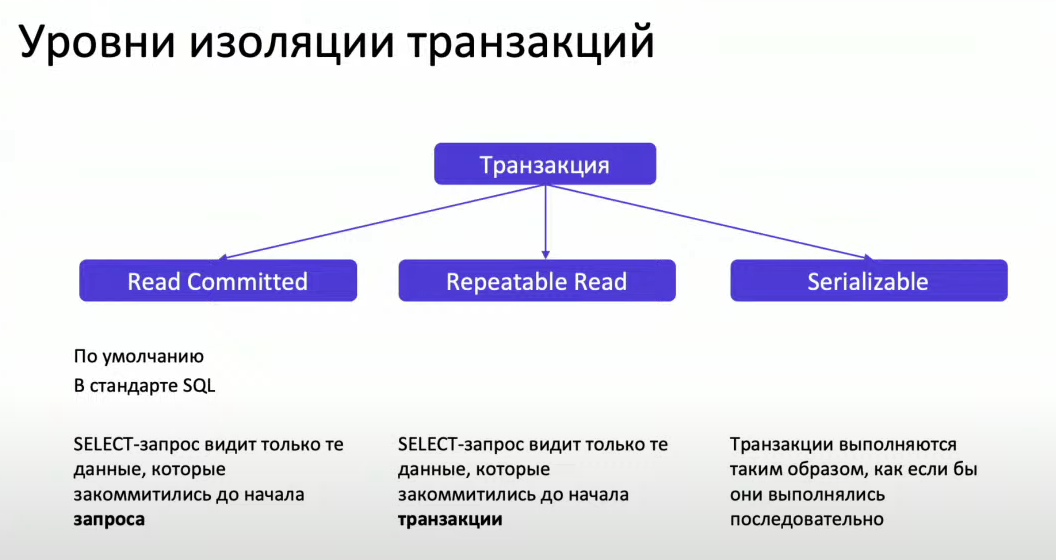 Уровни изоляции транзакций
Транзакция
Read Committed
Repeatable Read
Serializable
По умолчанию
В стандарте SQL
SELECT-запрос видит только те
данные, которые
закоммитились до начала
запроса
SELECT-запрос видит только те
данные, которые
закоммитились до начала
транзакции
Транзакции выполняются
таким образом, как если бы
они выполнялись
последовательно